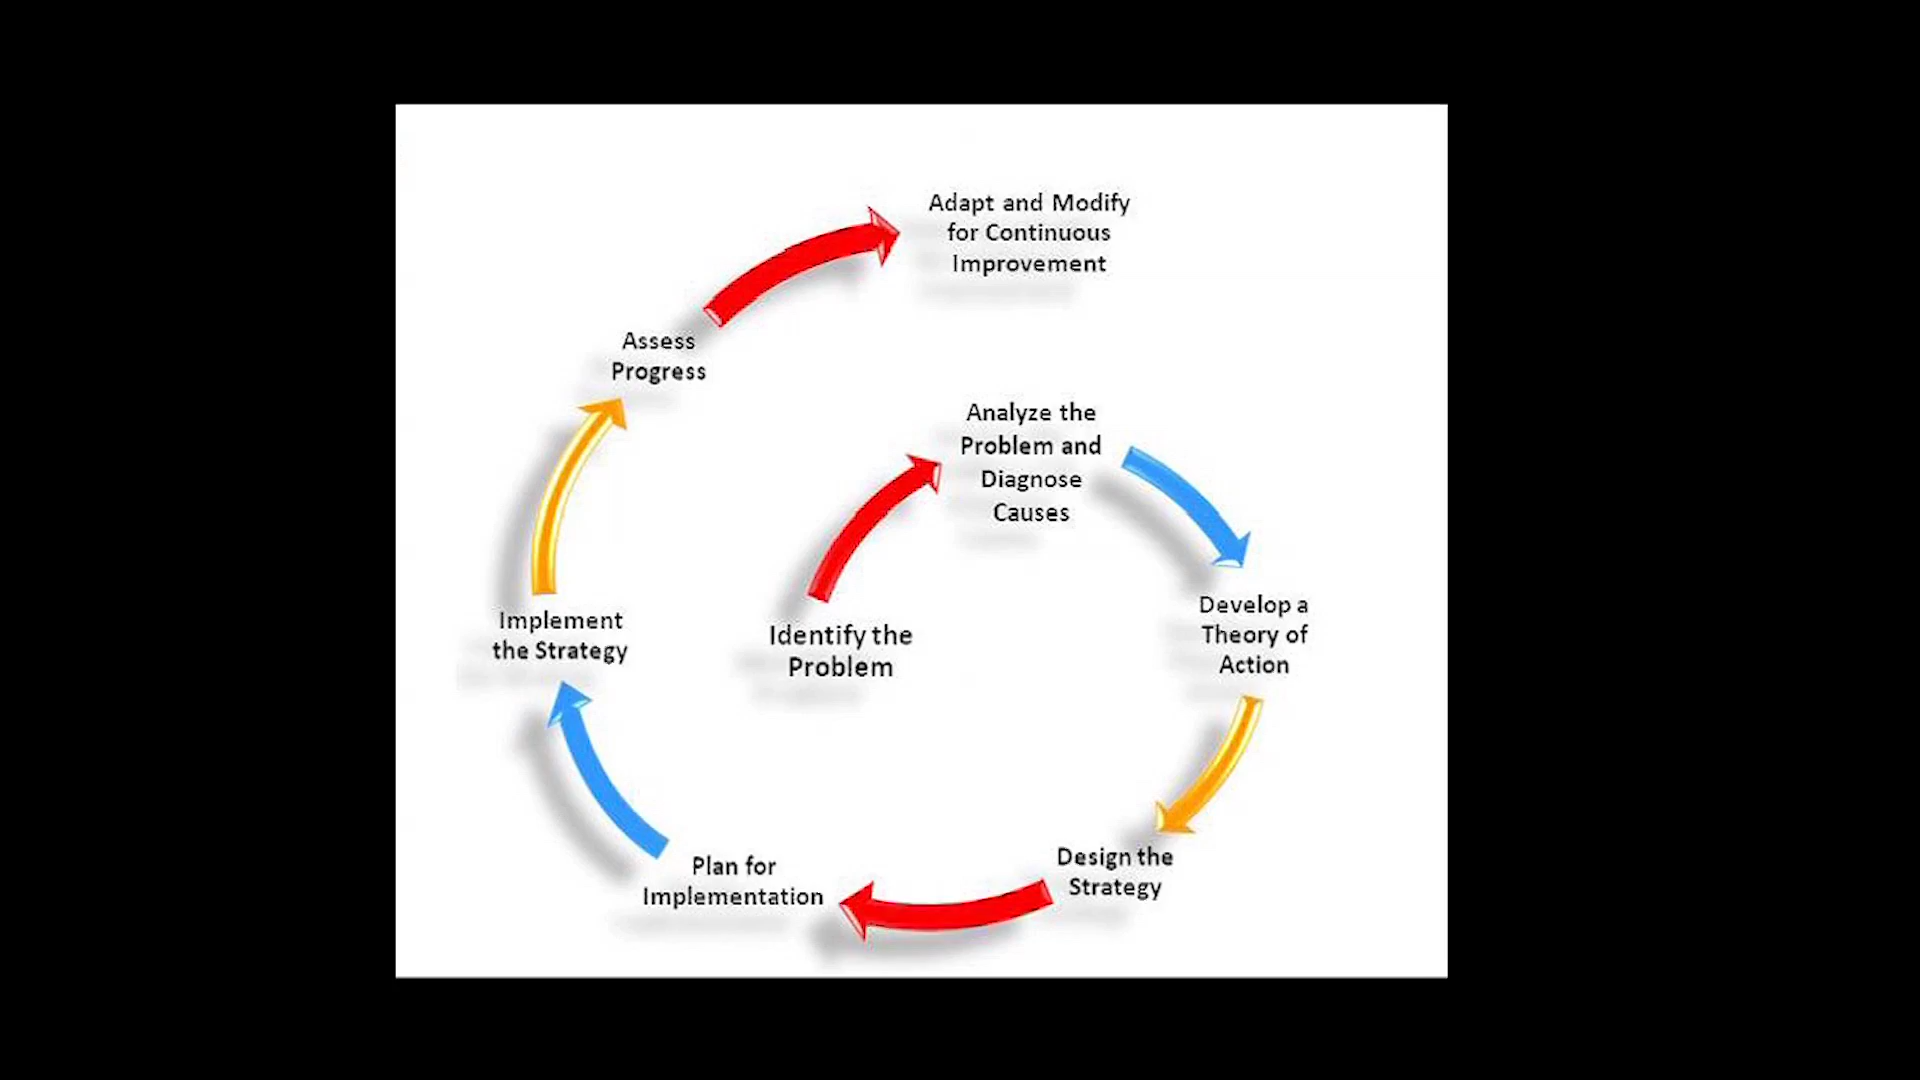 Adapt and Modify
for Continuous
Improvement
Assess
Progress
Analyze the
Problem and
Diagnose
Causes
Identify the
Problem
Develop a
Theory of
Action
Design the
Strategy
Plan for
Implementation
Implement
the Strategy